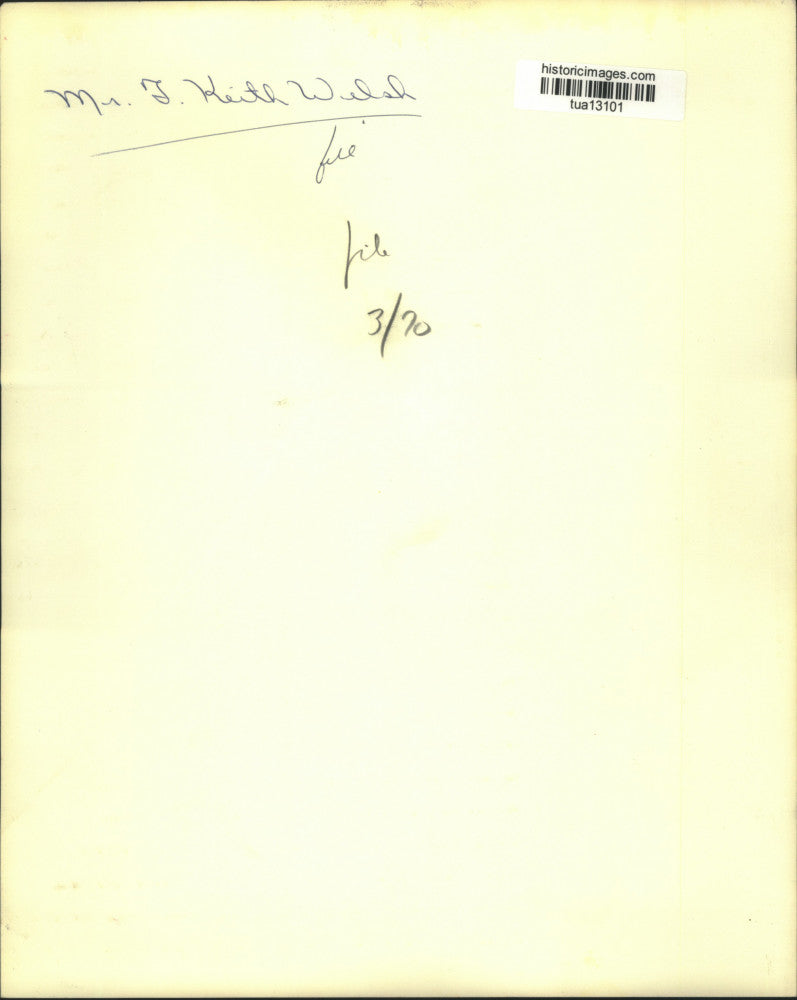 Mr. F. Keith Welsh
historicimages.com
tua13101
file
file
3/70